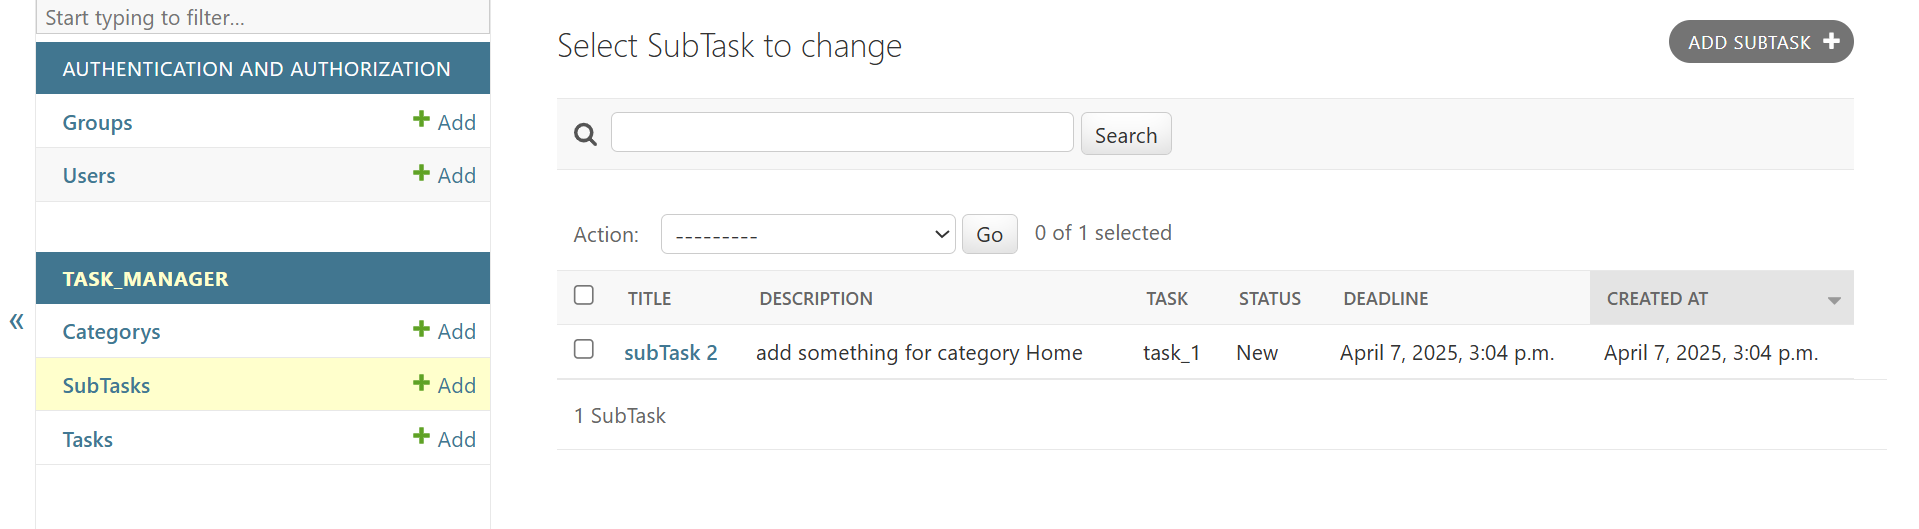 Start typing to filter...
AUTHENTICATION AND AUTHORIZATION
Groups Add
Users Add
TASK_MANAGER
«
Categorys Add
SubTasks Add
Tasks Add
Select SubTask to change
ADD SUBTASK
Search
Action: --------- Go 0 of 1 selected
TITLE DESCRIPTION TASK STATUS DEADLINE CREATED AT
subTask 2 add something for category Home task_1 New April 7, 2025, 3:04 p.m. April 7, 2025, 3:04 p.m.
1 SubTask